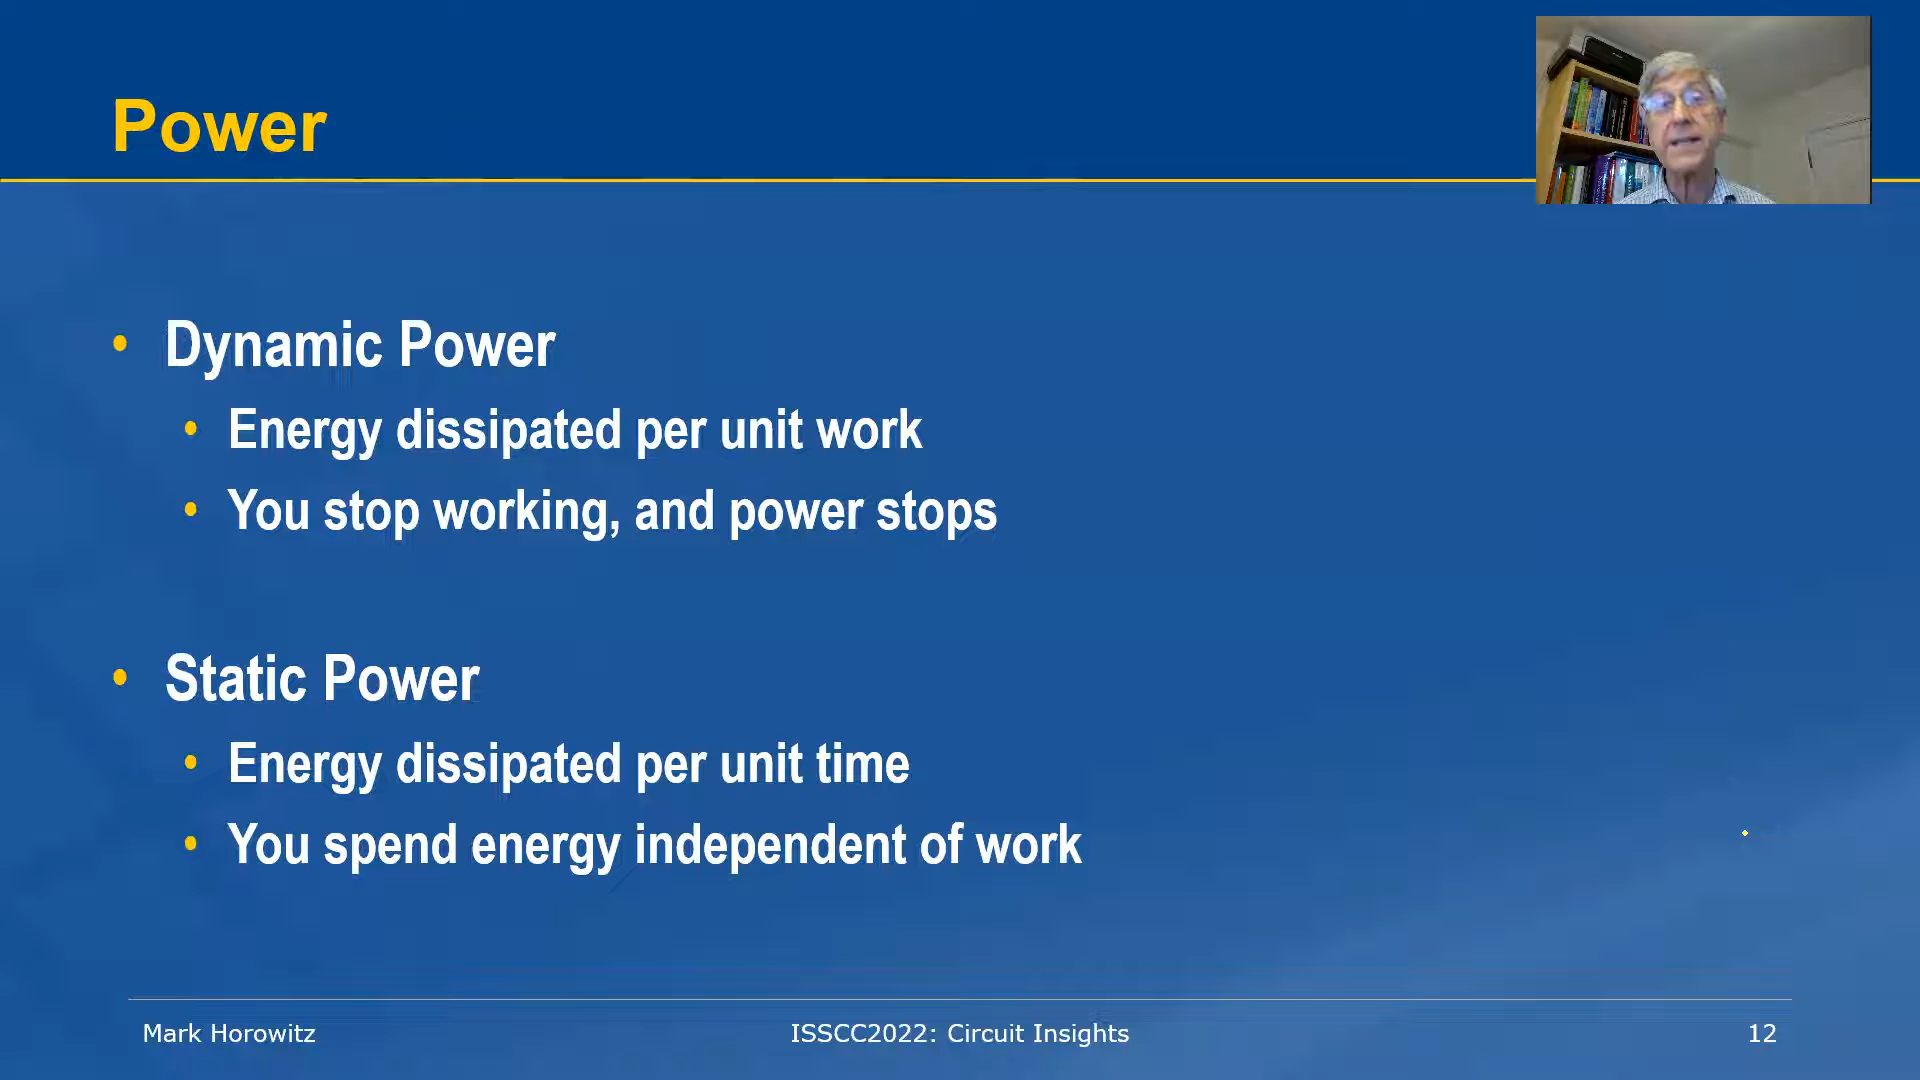 Power
• Dynamic Power
• Energy dissipated per unit work
• You stop working, and power stops
• Static Power
• Energy dissipated per unit time
• You spend energy independent of work
Mark Horowitz
ISSCC2022: Circuit Insights
12